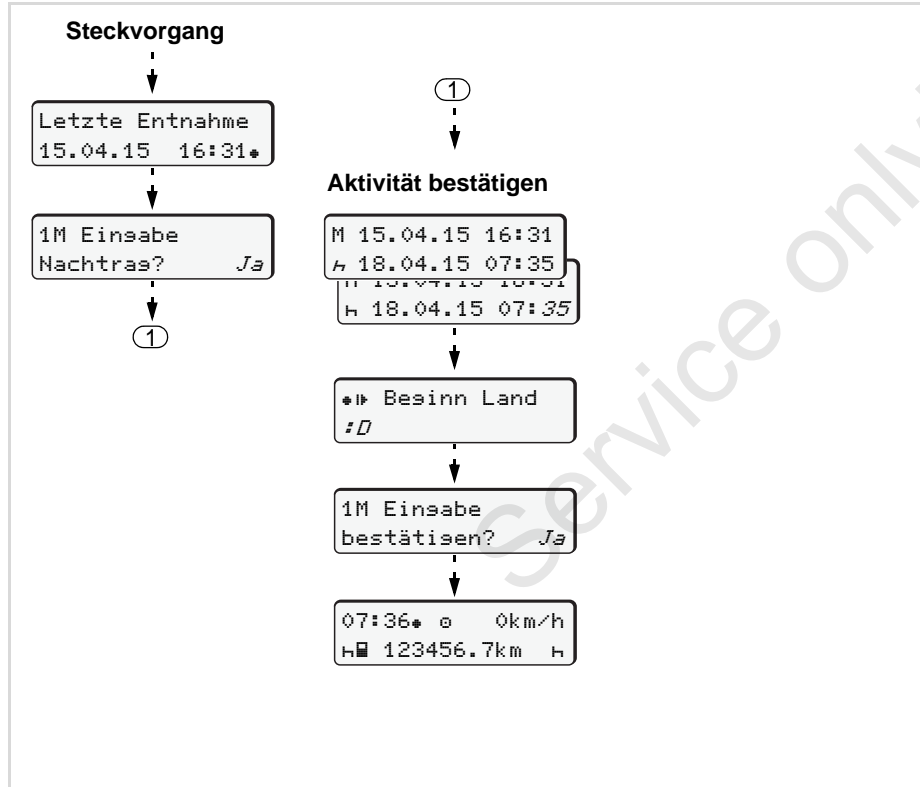 Steckvorgang
Letzte Entnahme
15.04.15 16:31
1M Eingabe
Nachtrag? Ja
1
1
Aktivität bestätigen
M 15.04.15 16:31
18.04.15 07:35
18.04.15 07:35
Beginn Land
:D
1M Eingabe
bestätigen? Ja
07:36 0km/h
123456.7km
Service only